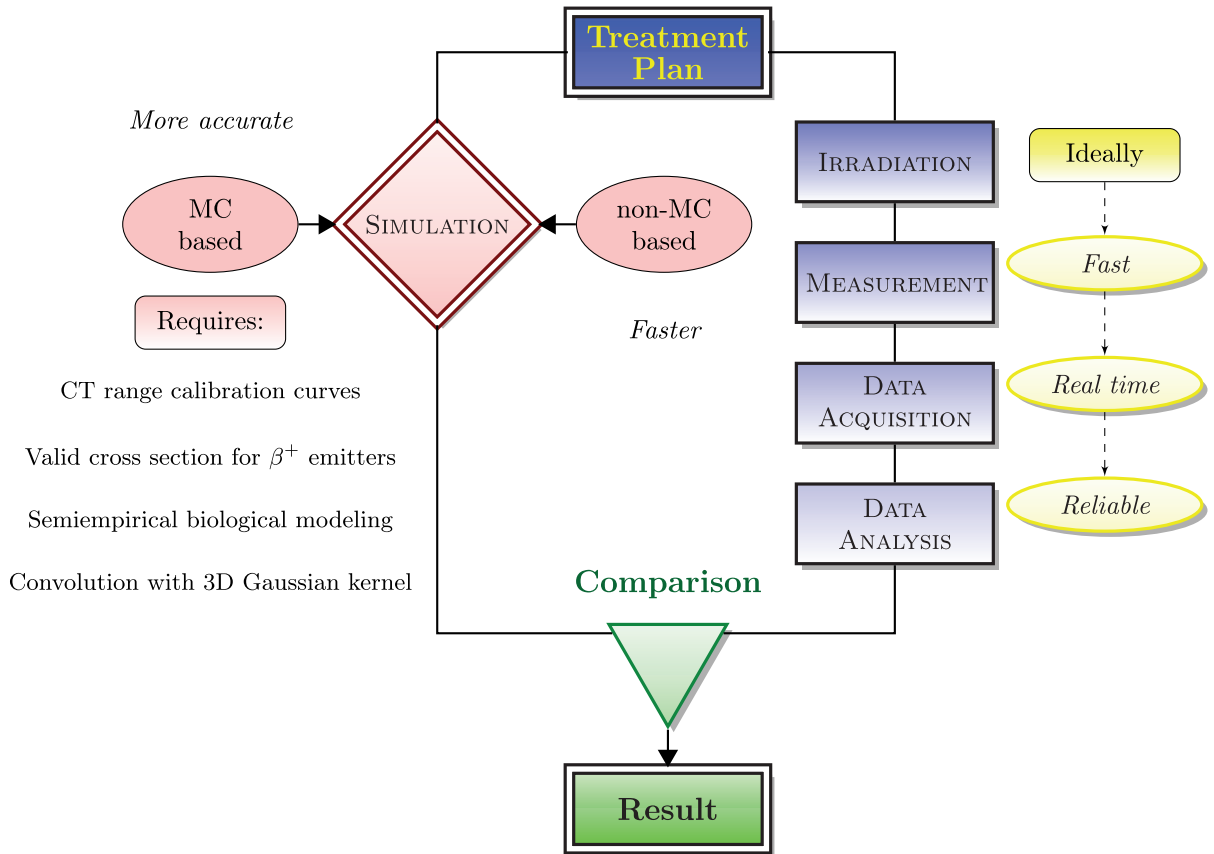 Treatment
Plan
More accurate
MC
based
SIMULATION
non-MC
based
Faster
Requires:
CT range calibration curves
Valid cross section for β⁺ emitters
Semiempirical biological modeling
Convolution with 3D Gaussian kernel
IRRADIATION
MEASUREMENT
DATA
ACQUISITION
DATA
ANALYSIS
Ideally
Fast
Real time
Reliable
Comparison
Result